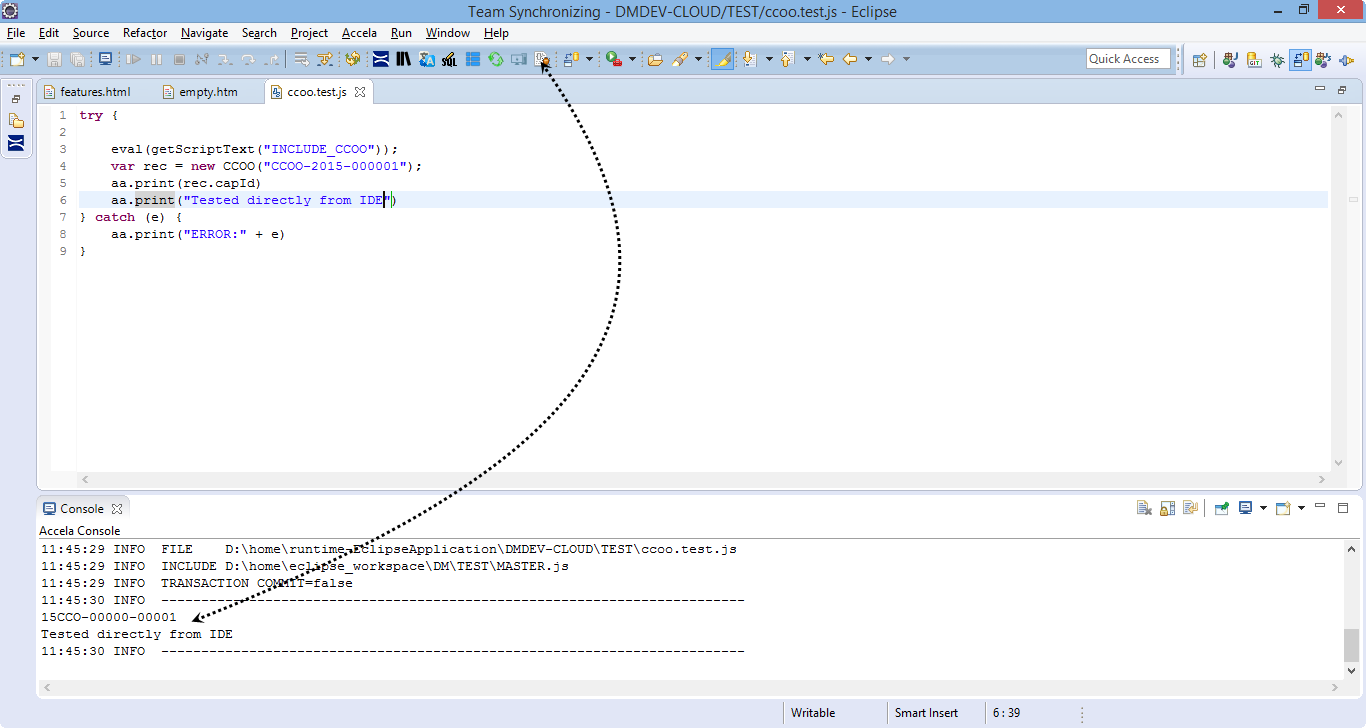 Team Synchronizing - DMDEV-CLOUD/TEST/ccoo.test.js - Eclipse
File Edit Source Refactor Navigate Search Project Accela Run Window Help
Quick Access
features.html empty.htm ccoo.test.js
1 try {
2
3 eval(getScriptText("INCLUDE_CCOO"));
4 var rec = new CCOO("CCOO-2015-000001");
5 aa.print(rec.capId)
6 aa.print("Tested directly from IDE")
7 } catch (e) {
8 aa.print("ERROR:" + e)
9 }
Console
Accela Console
11:45:29 INFO FILE D:\home\runtime-EclipseApplication\DMDEV-CLOUD\TEST\ccoo.test.js
11:45:29 INFO INCLUDE D:\home\eclipse_workspace\DM\TEST\MASTER.js
11:45:29 INFO TRANSACTION COMMIT=false
11:45:30 INFO -------------------------------------------------------------------------
15CCO-00000-00001
Tested directly from IDE
11:45:30 INFO -------------------------------------------------------------------------
Writable Smart Insert 6 : 39